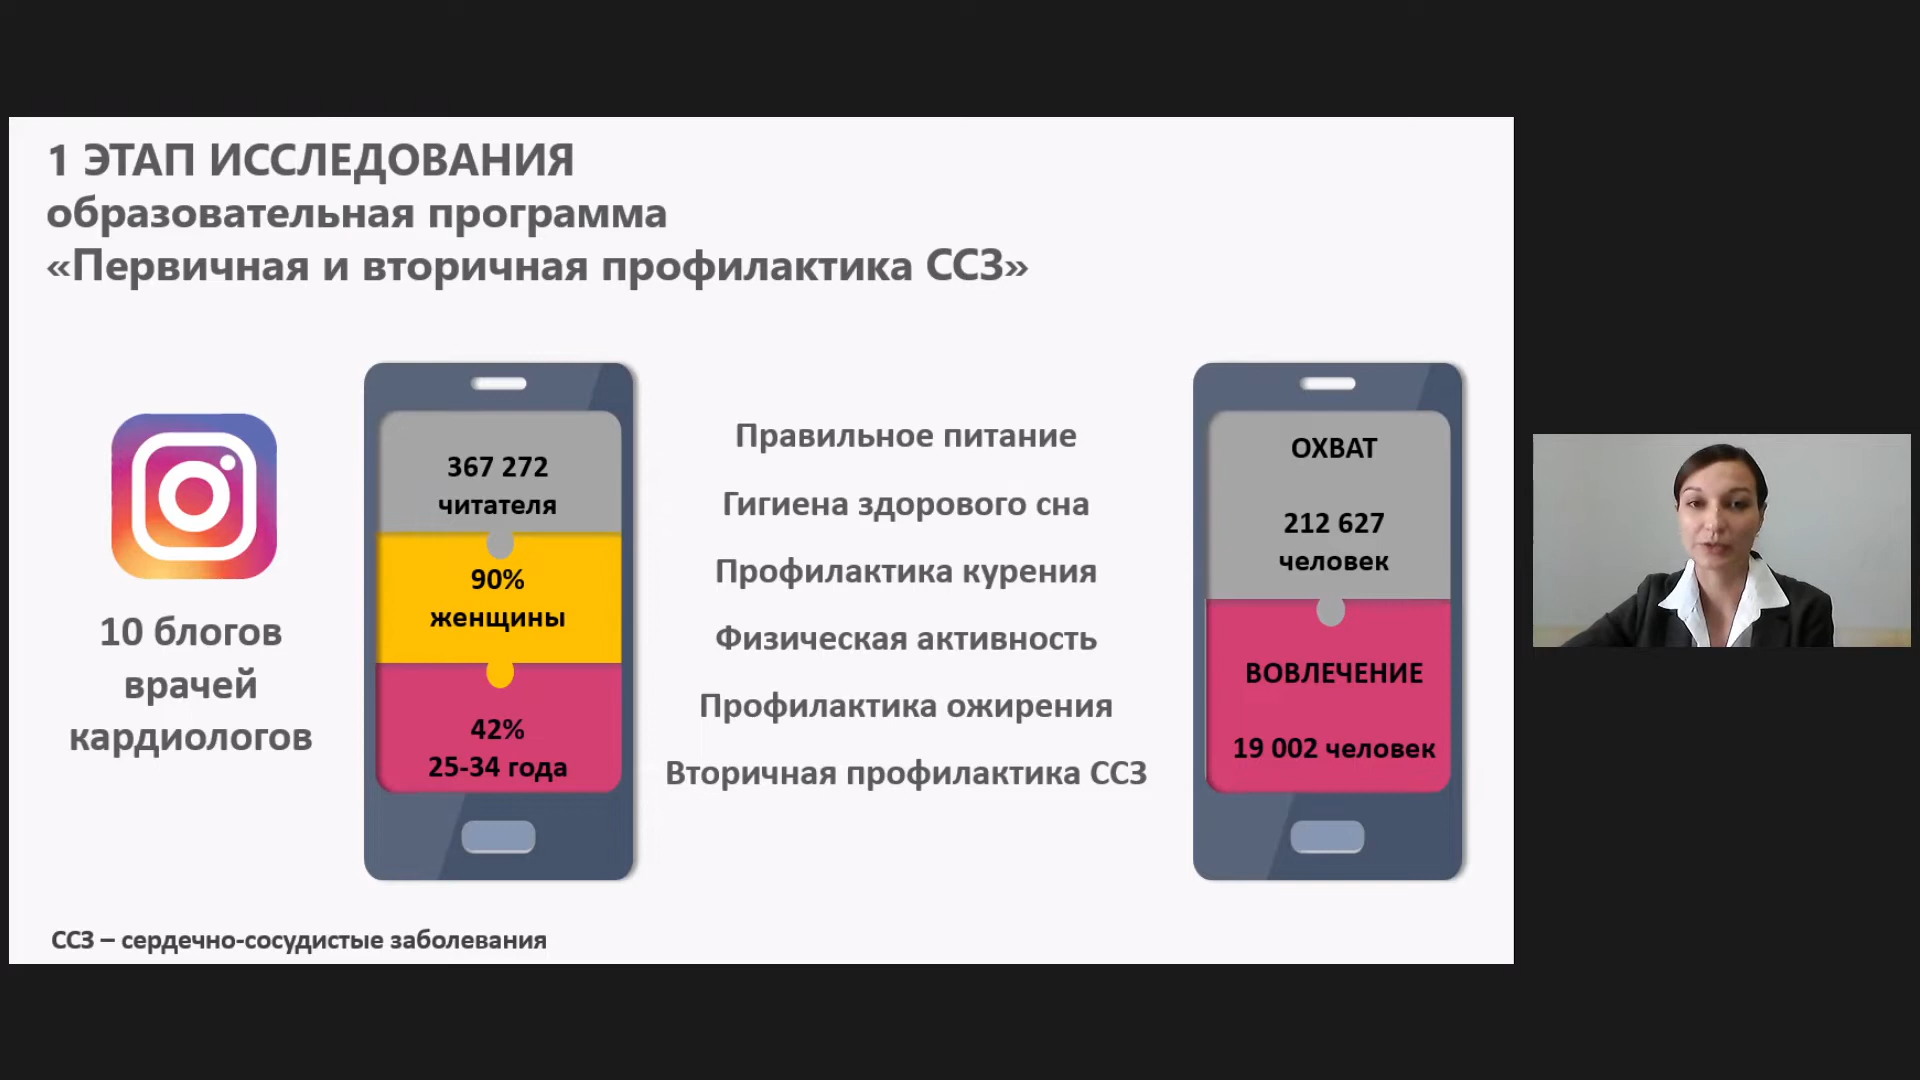 1 ЭТАП ИССЛЕДОВАНИЯ
образовательная программа
«Первичная и вторичная профилактика ССЗ»
10 блогов
врачей
кардиологов
367 272
читателя
90%
женщины
42%
25-34 года
Правильное питание
Гигиена здорового сна
Профилактика курения
Физическая активность
Профилактика ожирения
Вторичная профилактика ССЗ
ОХВАТ
212 627
человек
ВОВЛЕЧЕНИЕ
19 002 человек
ССЗ – сердечно-сосудистые заболевания